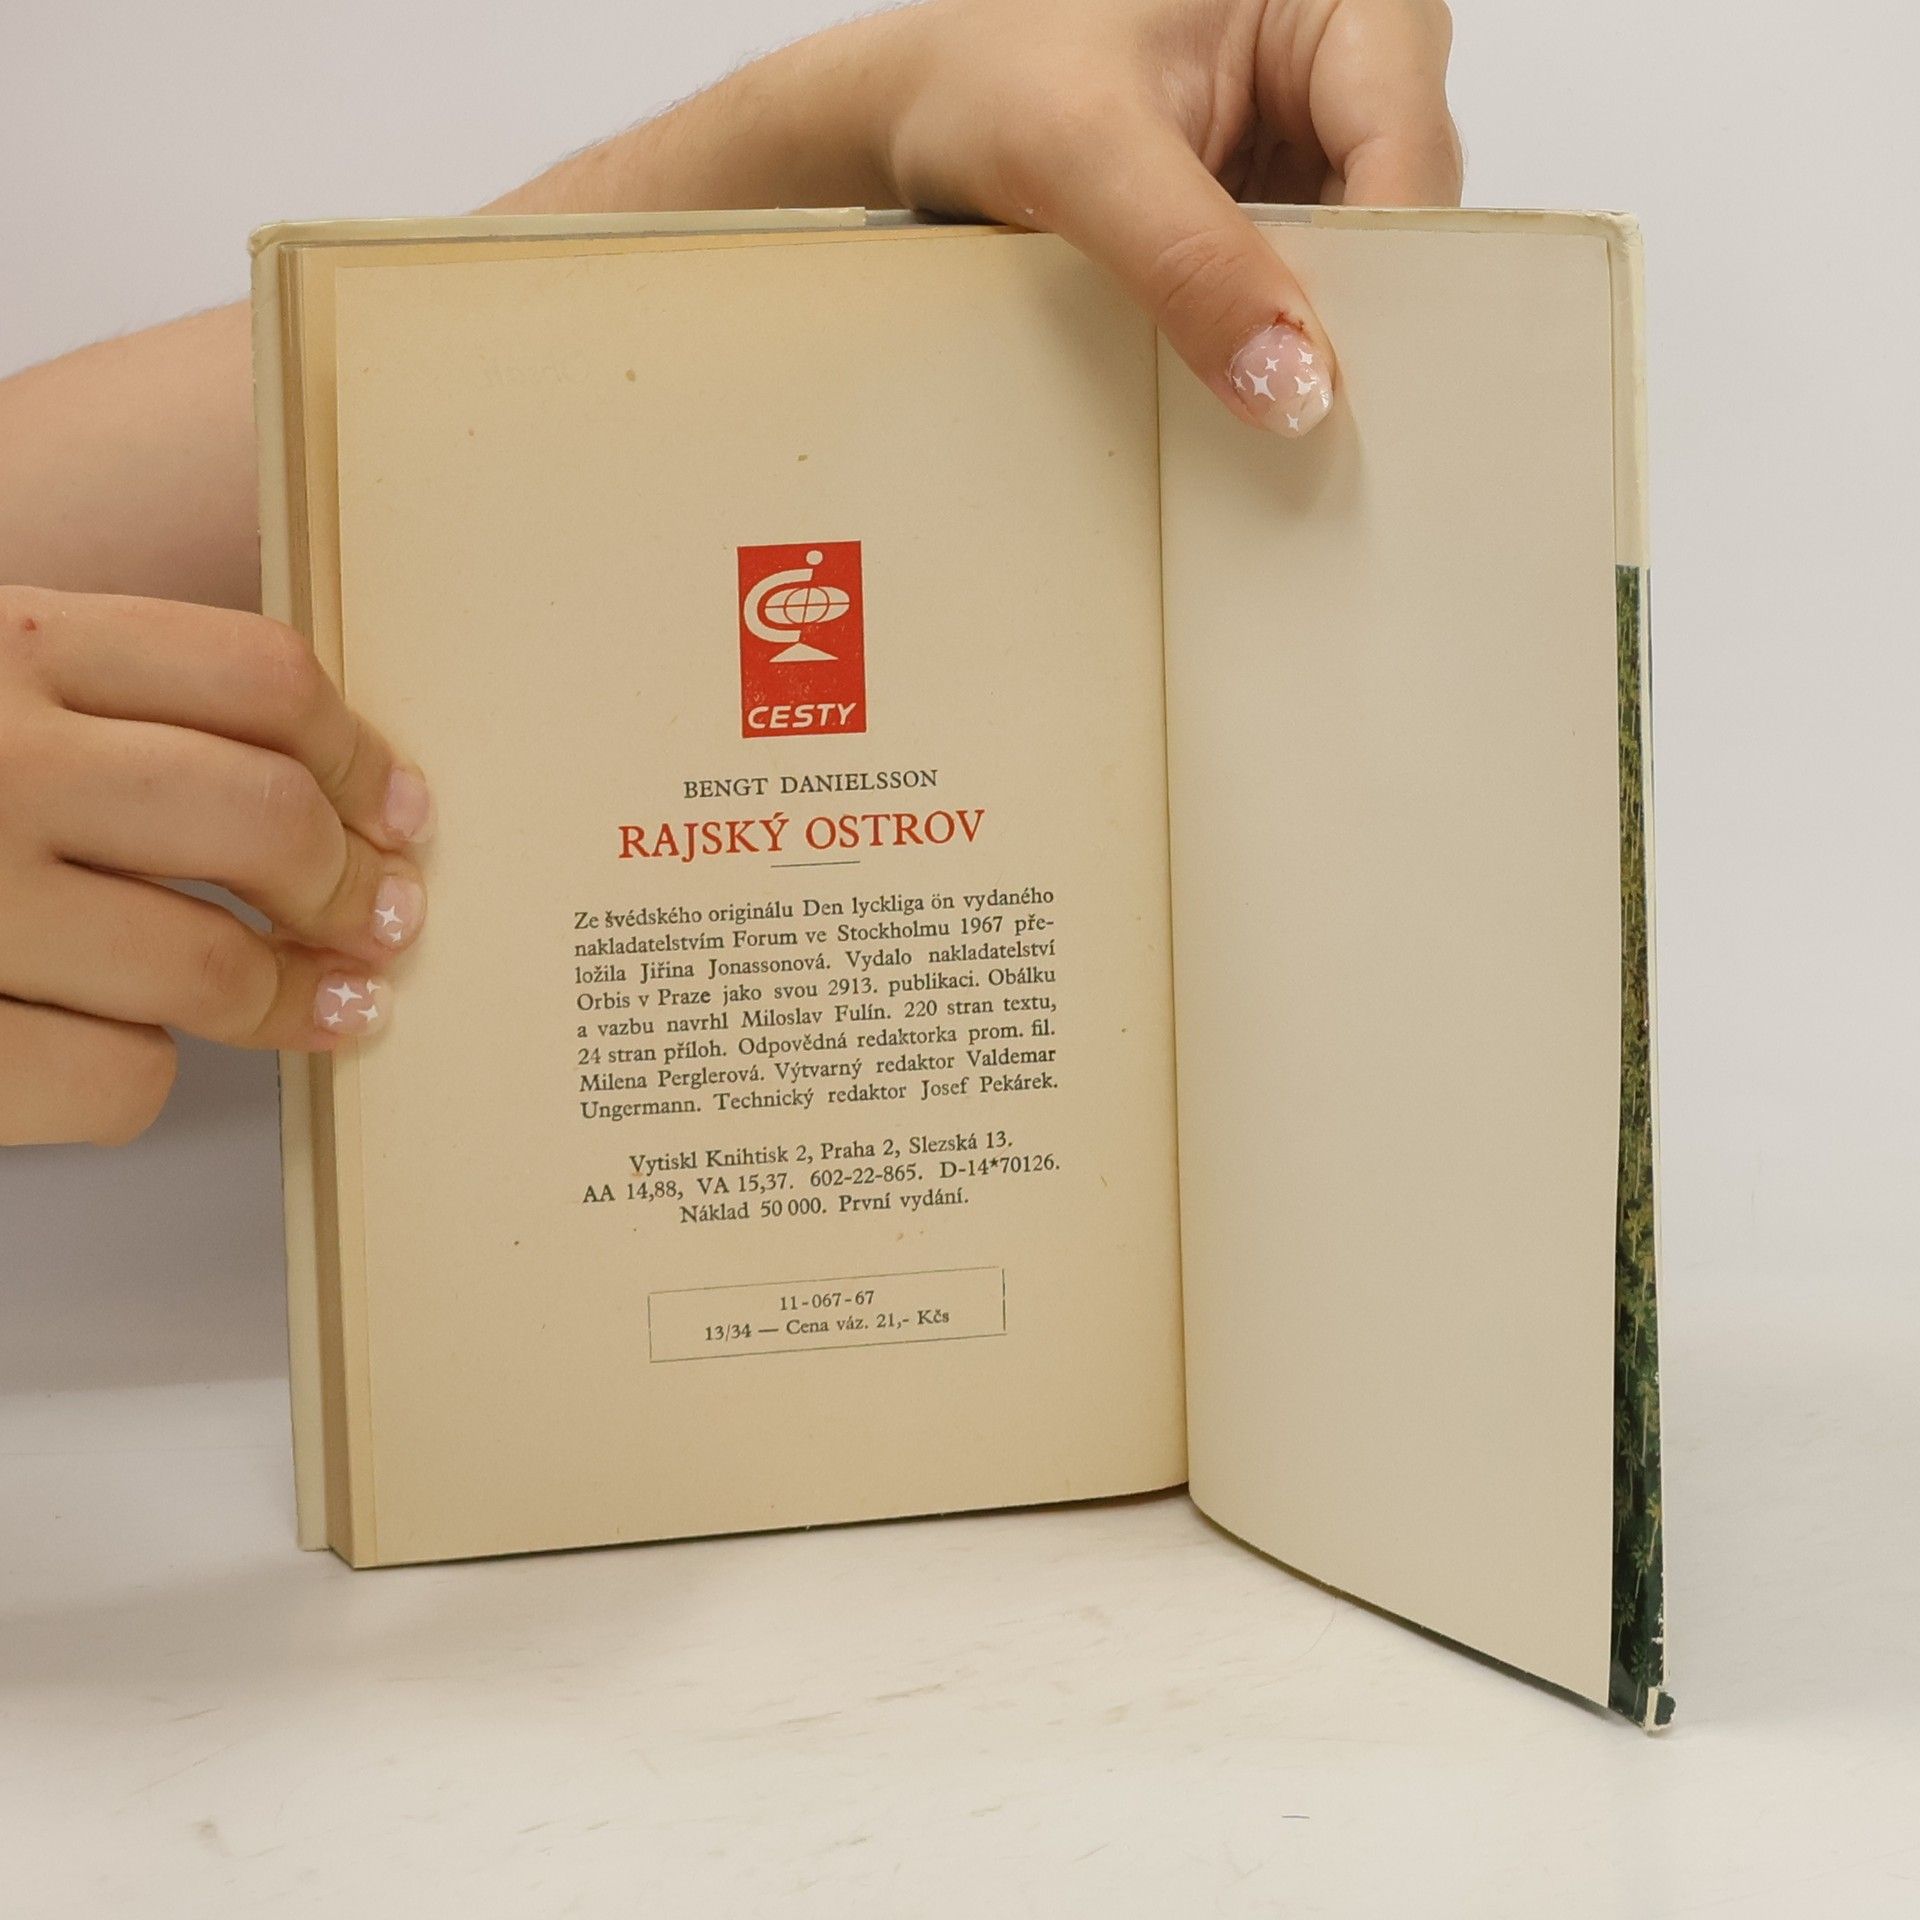 CESTY
BENGT DANIELSSON
RAJSKÝ OSTROV
Ze švédského originálu Den lyckliga ön vydaného
nakladatelstvím Forum ve Stockholmu 1967 pře-
ložila Jiřina Jonassonová. Vydalo nakladatelství
Orbis v Praze jako svou 2913. publikaci. Obálku
a vazbu navrhl Miloslav Fulín. 220 stran textu,
24 stran příloh. Odpovědná redaktorka prom. fil.
Milena Perglerová. Výtvarný redaktor Valdemar
Ungermann. Technický redaktor Josef Pekárek.
Vytiskl Knihtisk 2, Praha 2, Slezská 13.
AA 14,88, VA 15,37. 602-22-865. D-14*70126.
Náklad 50 000. První vydání.
11-067-67
13/34 — Cena váz. 21,- Kčs